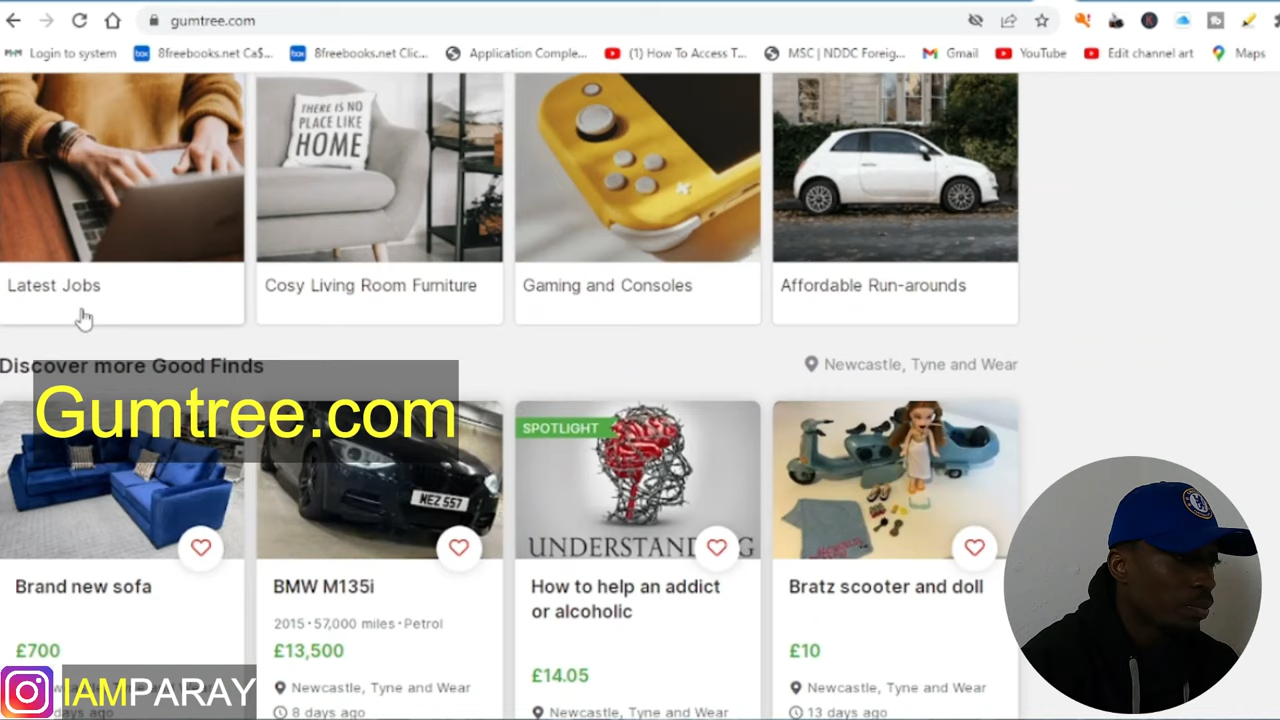 gumtree.com
Login to system
8freebooks.net Ca$...
8freebooks.net Clic...
Application Comple...
(1) How To Access T...
MSC | NDDC Foreig...
Gmail
YouTube
Edit channel art
Maps
THERE IS NO
PLACE LIKE
HOME
Latest Jobs
Cosy Living Room Furniture
Gaming and Consoles
Affordable Run-arounds
Discover more Good Finds
Newcastle, Tyne and Wear
Gumtree.com
SPOTLIGHT
UNDERSTANDING
Brand new sofa
BMW M135i
How to help an addict
or alcoholic
Bratz scooter and doll
2015 · 57,000 miles · Petrol
£700
£13,500
£14.05
£10
Newcastle, Tyne and Wear
8 days ago
Newcastle, Tyne and Wear
Newcastle, Tyne and Wear
13 days ago
IAMPARAY
days ago